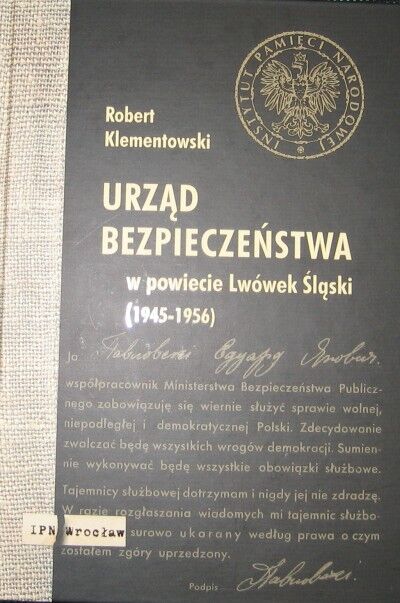 INSTYTUT PAMIĘCI NARODOWEJ
Robert
Klementowski
URZĄD
BEZPIECZEŃSTWA
w powiecie Lwówek Śląski
(1945-1956)
Ja
współpracownik Ministerstwa Bezpieczeństwa Publicz-
nego zobowiązuję się wiernie służyć sprawie wolnej,
niepodległej i demokratycznej Polski. Zdecydowanie
zwalczać będę wszystkich wrogów demokracji. Sumien-
nie wykonywać będę wszystkie obowiązki służbowe.
Tajemnicy służbowej dotrzymam i nigdy jej nie zdradzę.
W razie rozgłaszania wiadomych mi tajemnic służbo-
IPN Wrocław surowo ukarany według prawa o czym
zostałem zgóry uprzedzony.
Podpis